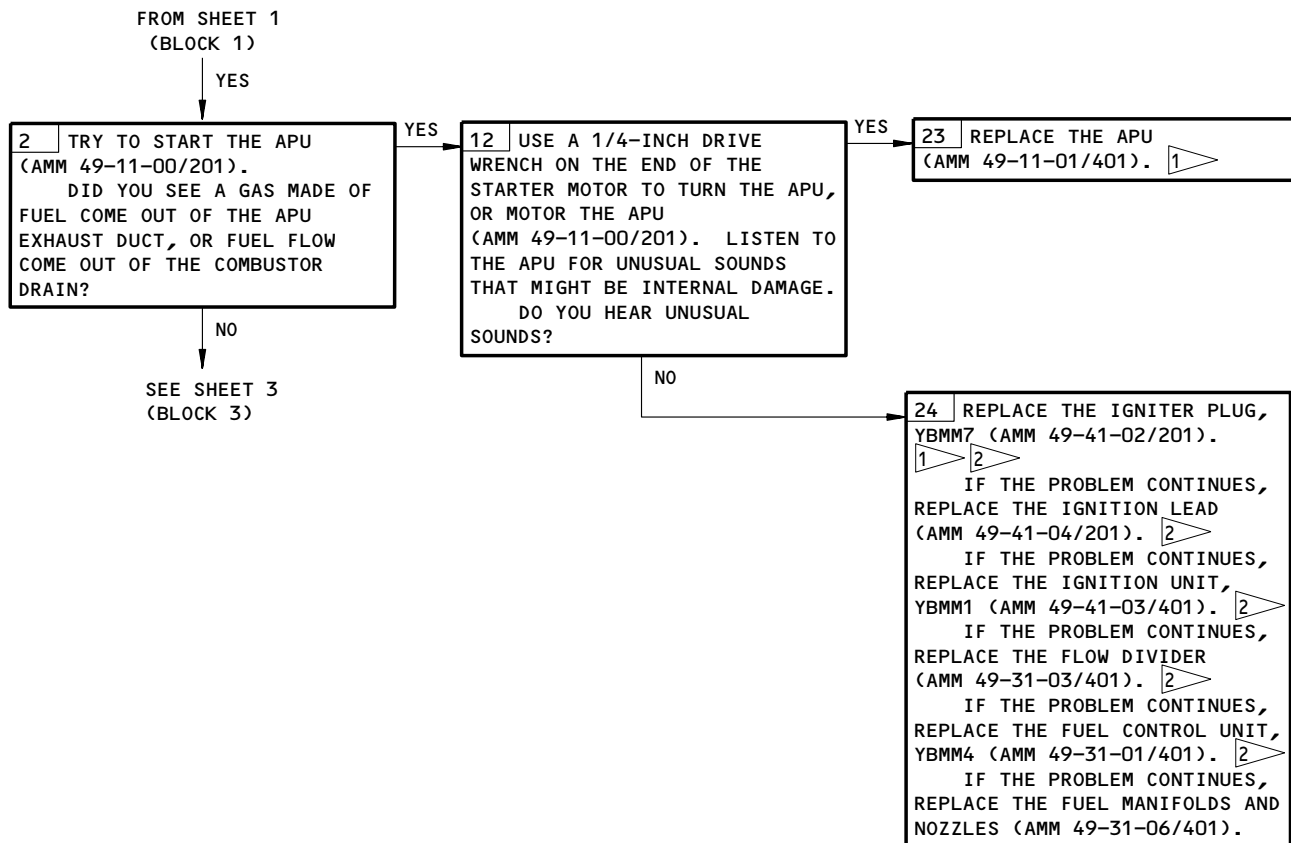 FROM SHEET 1
(BLOCK 1)
YES
2 TRY TO START THE APU
(AMM 49-11-00/201).
DID YOU SEE A GAS MADE OF
FUEL COME OUT OF THE APU
EXHAUST DUCT, OR FUEL FLOW
COME OUT OF THE COMBUSTOR
DRAIN?
YES
NO
SEE SHEET 3
(BLOCK 3)
12 USE A 1/4-INCH DRIVE
WRENCH ON THE END OF THE
STARTER MOTOR TO TURN THE APU,
OR MOTOR THE APU
(AMM 49-11-00/201). LISTEN TO
THE APU FOR UNUSUAL SOUNDS
THAT MIGHT BE INTERNAL DAMAGE.
DO YOU HEAR UNUSUAL
SOUNDS?
YES
NO
23 REPLACE THE APU
(AMM 49-11-01/401). 1
24 REPLACE THE IGNITER PLUG,
YBMM7 (AMM 49-41-02/201).
1 2
IF THE PROBLEM CONTINUES,
REPLACE THE IGNITION LEAD
(AMM 49-41-04/201). 2
IF THE PROBLEM CONTINUES,
REPLACE THE IGNITION UNIT,
YBMM1 (AMM 49-41-03/401). 2
IF THE PROBLEM CONTINUES,
REPLACE THE FLOW DIVIDER
(AMM 49-31-03/401). 2
IF THE PROBLEM CONTINUES,
REPLACE THE FUEL CONTROL UNIT,
YBMM4 (AMM 49-31-01/401). 2
IF THE PROBLEM CONTINUES,
REPLACE THE FUEL MANIFOLDS AND
NOZZLES (AMM 49-31-06/401).